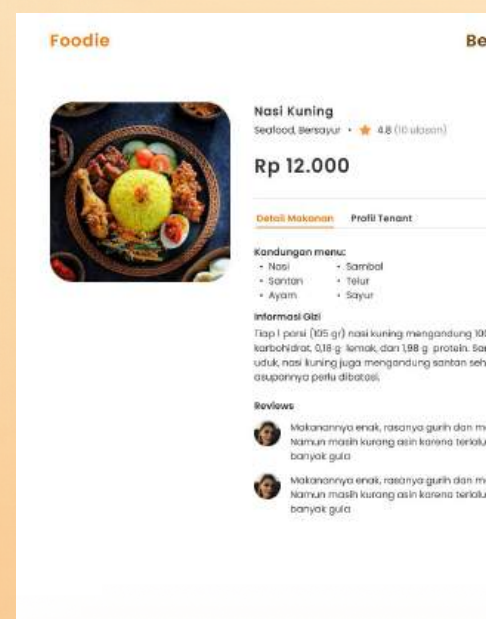 Foodie
Be
Nasi Kuning
Seafood, Bersayur • 4.8 (10 ulasan)
Rp 12.000
Detail Makanan Profil Tenant
Kandungan menu:
• Nasi • Sambal
• Santan • Telur
• Ayam • Sayur
Informasi Gizi
Tiap 1 porsi (105 gr) nasi kuning mengandung 100
karbohidrat, 0,18 g lemak, dan 1,98 g protein. Sa
uduk, nasi kuning juga mengandung santan seh
asupannya perlu dibatasi.
Reviews
Makanannya enak, rasanya gurih dan m
Namun masih kurang asin karena terlalu
banyak gula
Makanannya enak, rasanya gurih dan m
Namun masih kurang asin karena terlalu
banyak gula